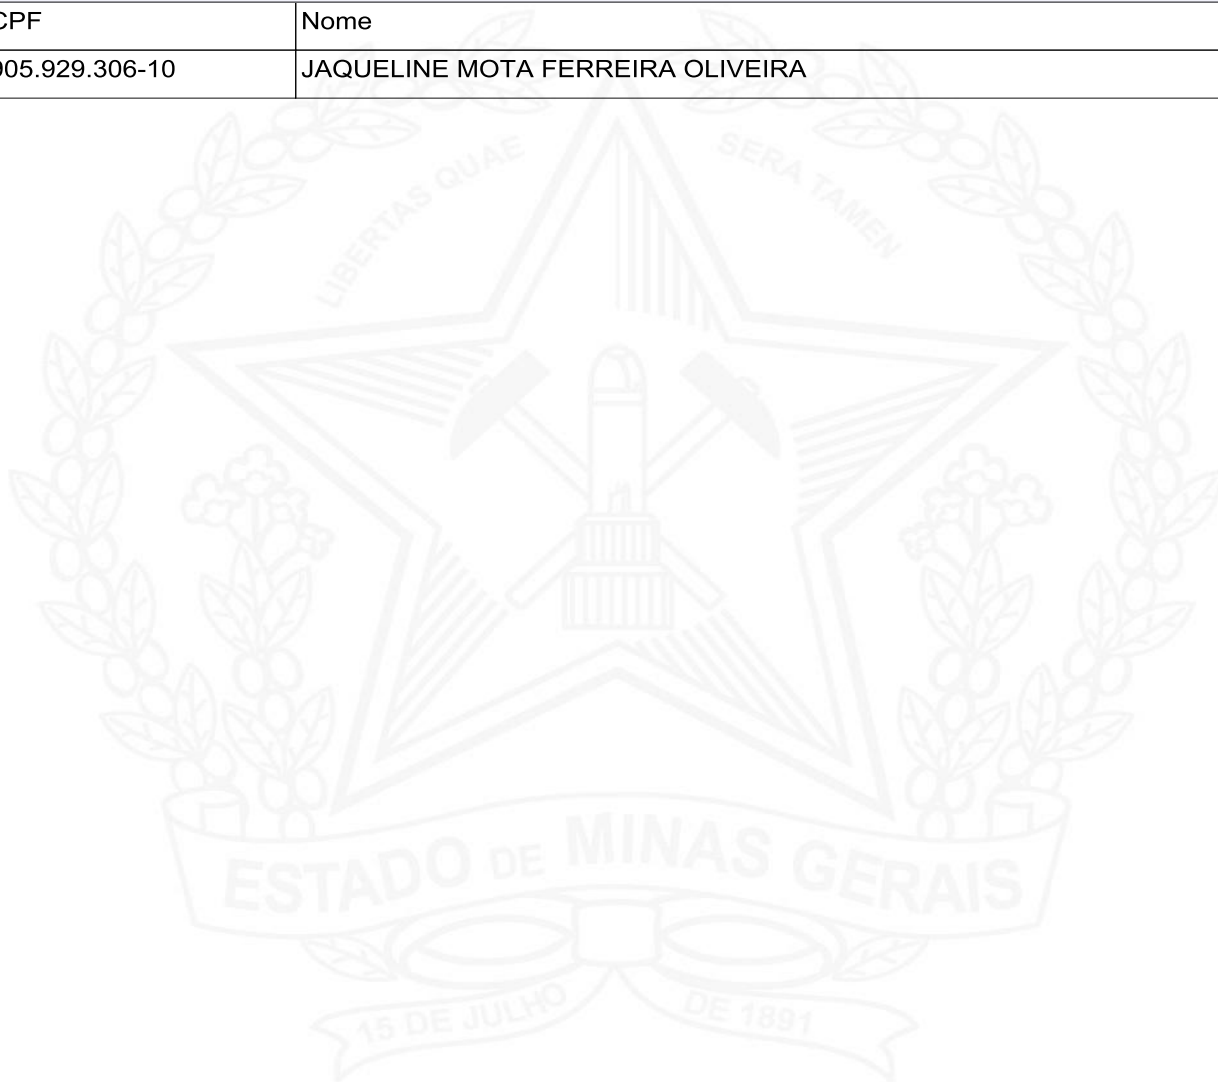 CPF Nome
905.929.306-10 JAQUELINE MOTA FERREIRA OLIVEIRA
LIBERTAS QUAE SERA TAMEN
ESTADO DE MINAS GERAIS
15 DE JULHO DE 1891